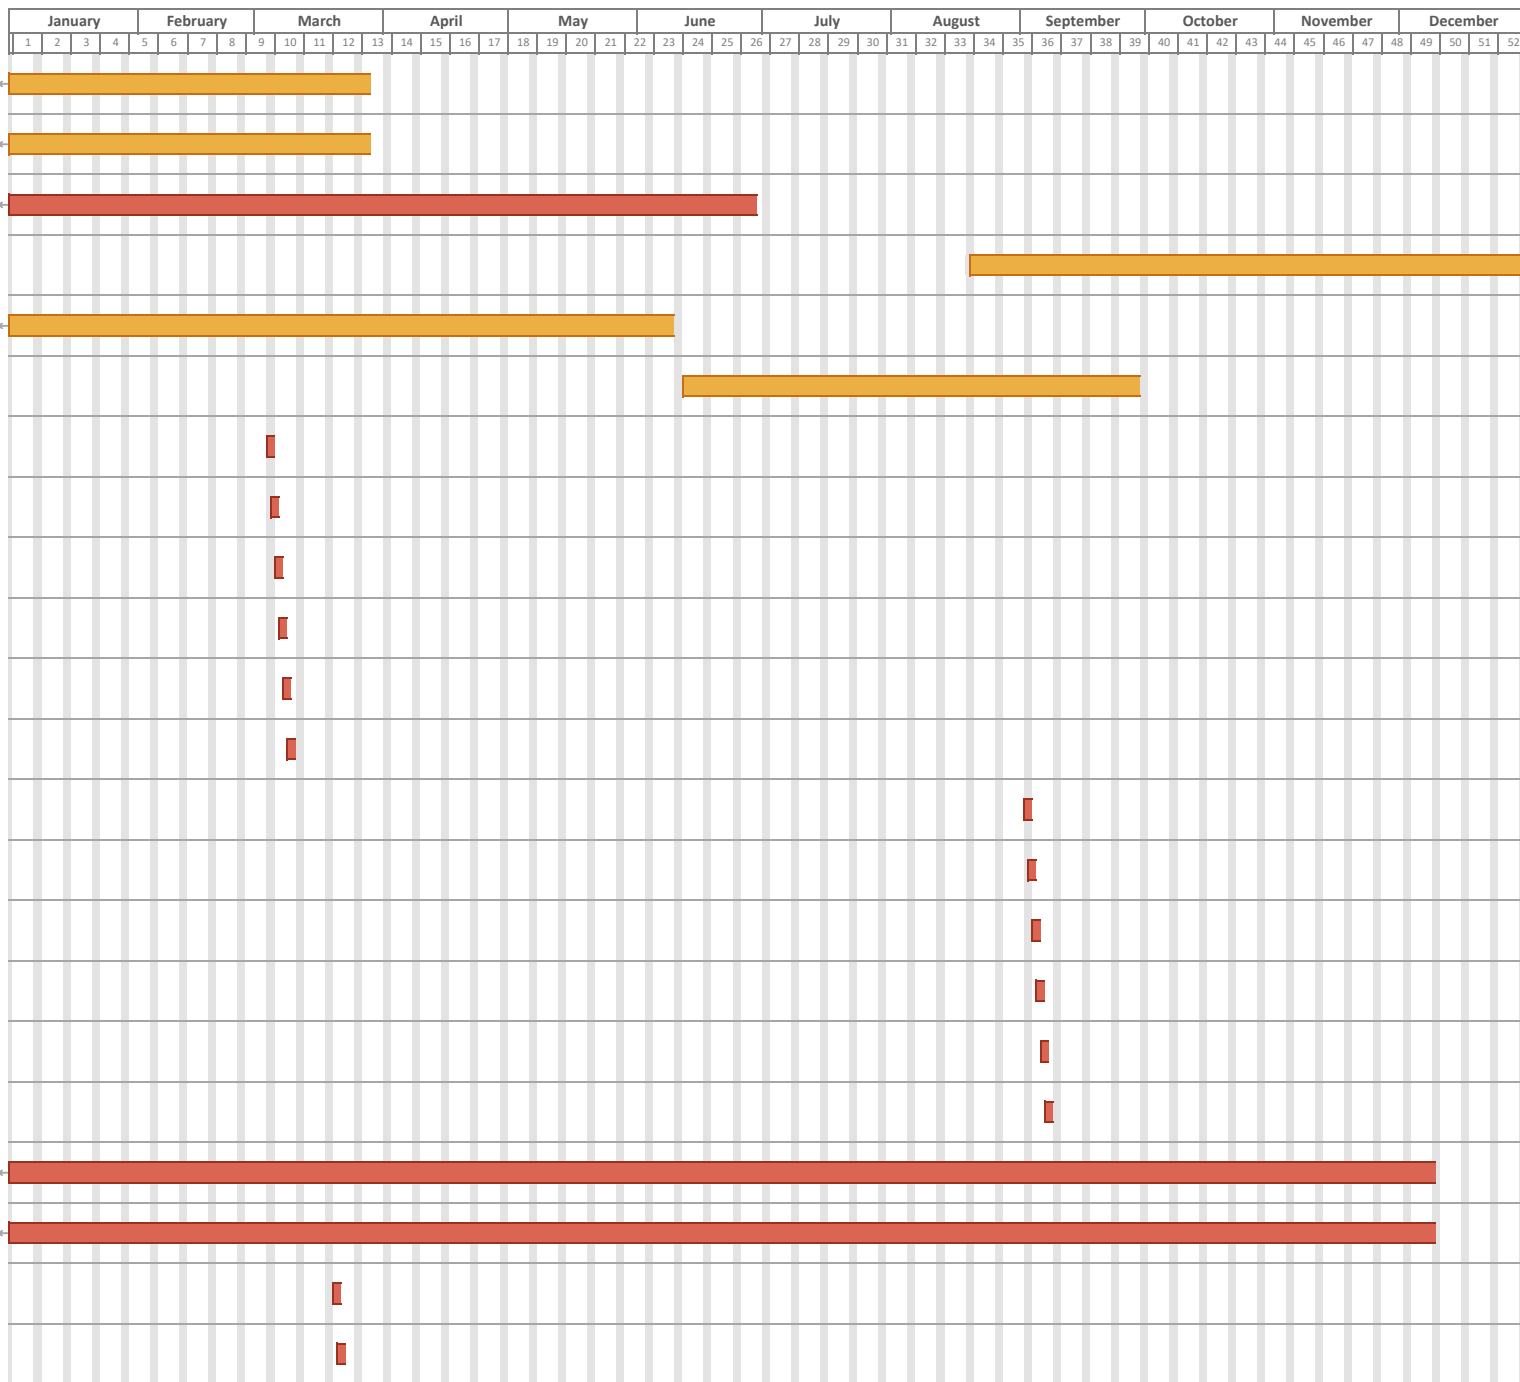 January February March April May June July August September October November December
1 2 3 4 5 6 7 8 9 10 11 12 13 14 15 16 17 18 19 20 21 22 23 24 25 26 27 28 29 30 31 32 33 34 35 36 37 38 39 40 41 42 43 44 45 46 47 48 49 50 51 52